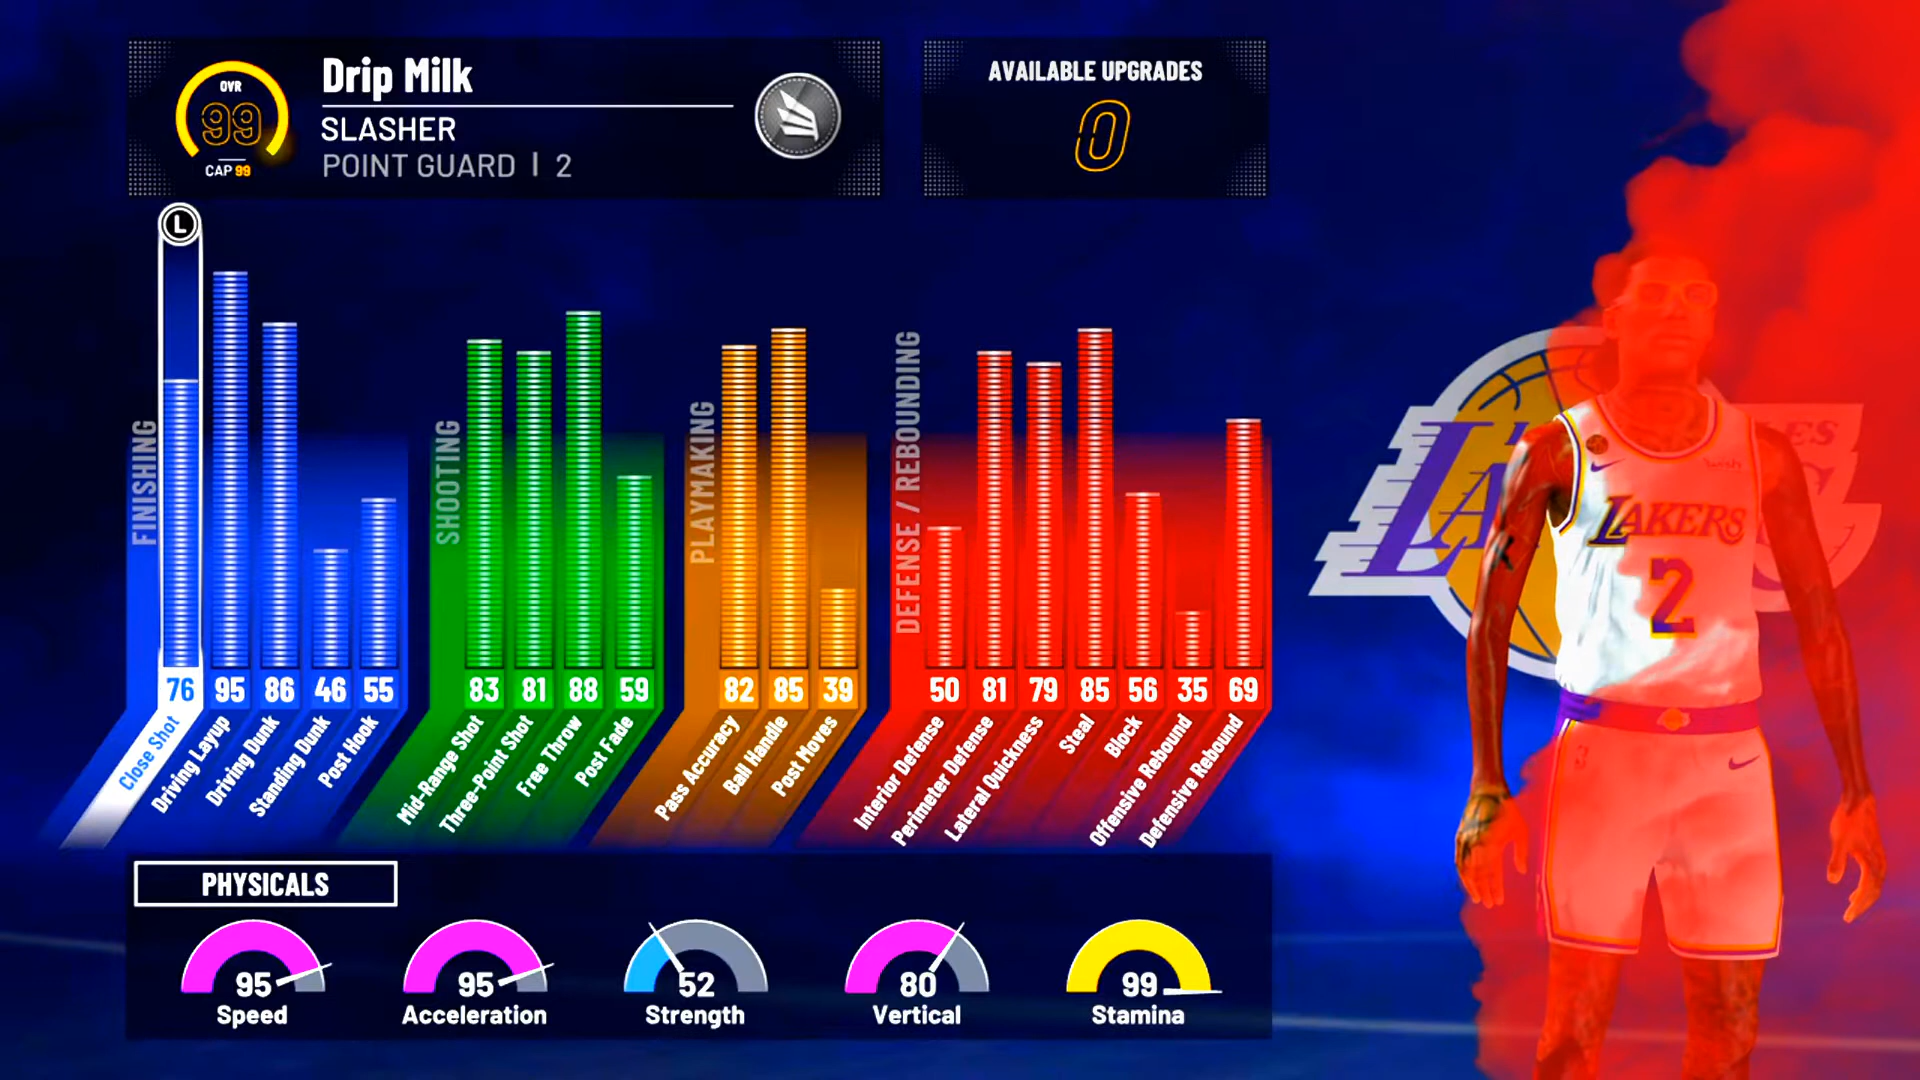 OVR
99
CAP 99
Drip Milk
SLASHER
POINT GUARD | 2
AVAILABLE UPGRADES
0
L
FINISHING
76 95 86 46 55
Close Shot
Driving Layup
Driving Dunk
Standing Dunk
Post Hook
SHOOTING
83 81 88 59
Mid-Range Shot
Three-Point Shot
Free Throw
Post Fade
PLAYMAKING
82 85 39
Pass Accuracy
Ball Handle
Post Moves
DEFENSE / REBOUNDING
50 81 79 85 56 35 69
Interior Defense
Perimeter Defense
Lateral Quickness
Steal
Block
Offensive Rebound
Defensive Rebound
PHYSICALS
95 95 52 80 99
Speed Acceleration Strength Vertical Stamina
LAKERS
2